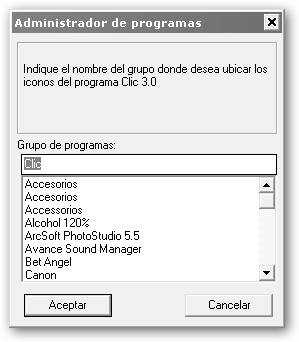 Administrador de programas
Indique el nombre del grupo donde desea ubicar los
iconos del programa Clic 3.0
Grupo de programas:
Clic
Accesorios
Accesorios
Accessorios
Alcohol 120%
ArcSoft PhotoStudio 5.5
Avance Sound Manager
Bet Angel
Canon
Aceptar
Cancelar